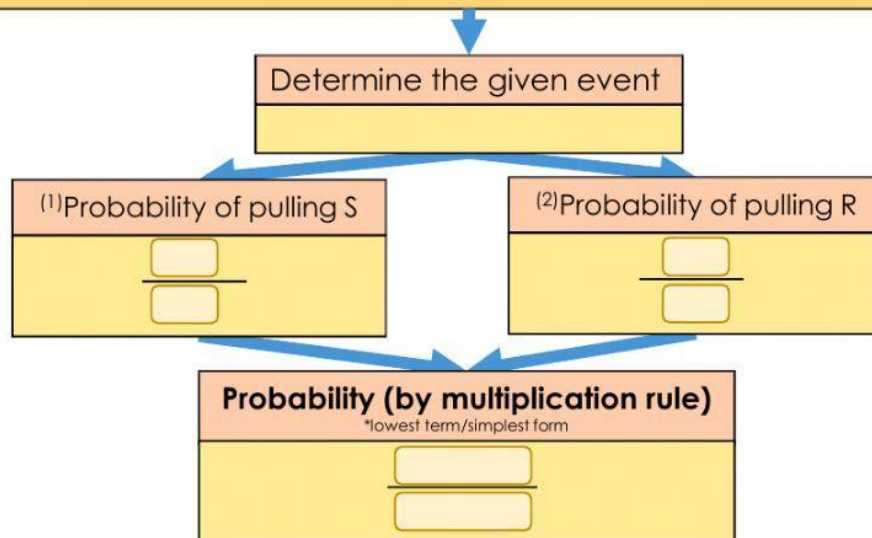 Determine the given event
(1)Probability of pulling S
(2)Probability of pulling R
Probability (by multiplication rule)
*lowest term/simplest form